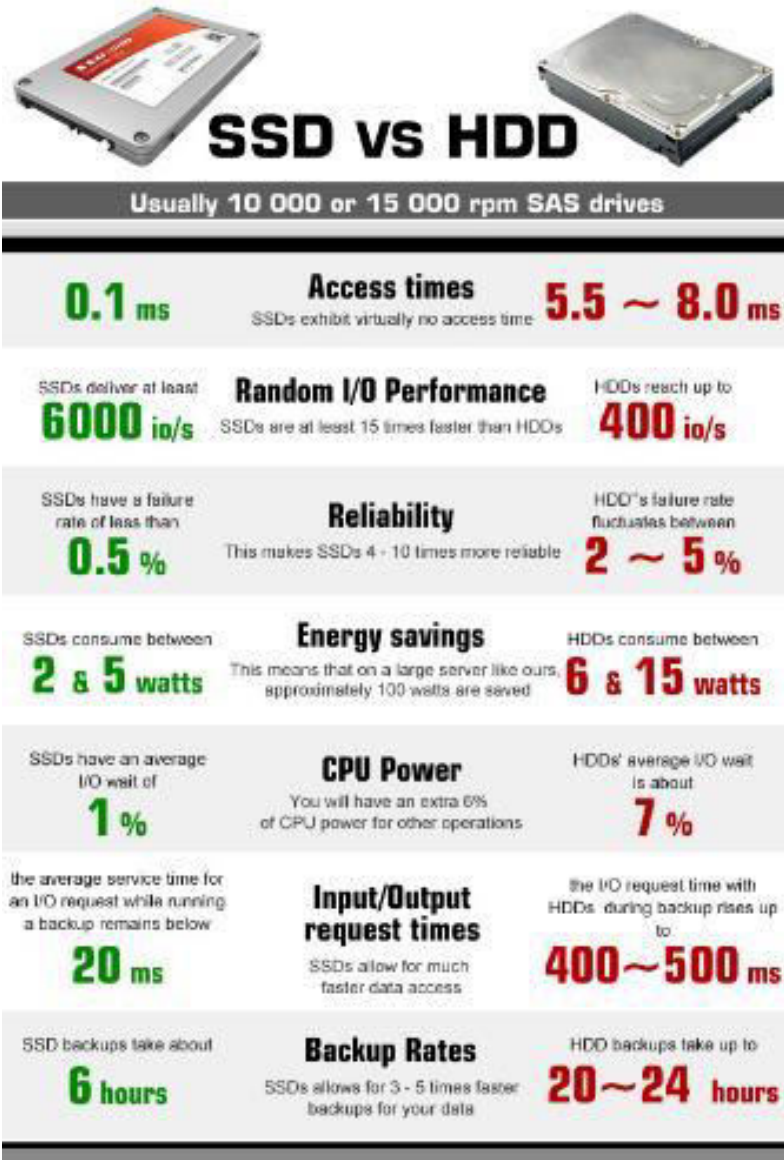 SSD vs HDD
Usually 10 000 or 15 000 rpm SAS drives
0.1 ms
Access times
SSDs exhibit virtually no access time
5.5 ~ 8.0 ms
SSDs deliver at least
6000 io/s
Random I/O Performance
SSDs are at least 15 times faster than HDDs
HDDs reach up to
400 io/s
SSDs have a failure
rate of less than
0.5 %
Reliability
This makes SSDs 4 - 10 times more reliable
HDD"s failure rate
fluctuates between
2 ~ 5 %
SSDs consume between
2 & 5 watts
Energy savings
This means that on a large server like ours,
approximately 100 watts are saved
HDDs consume between
6 & 15 watts
SSDs have an average
I/O wait of
1 %
CPU Power
You will have an extra 6%
of CPU power for other operations
HDDs' average I/O wait
is about
7 %
the average service time for
an I/O request while running
a backup remains below
20 ms
Input/Output
request times
SSDs allow for much
faster data access
the I/O request time with
HDDs during backup rises up
to
400~500 ms
SSD backups take about
6 hours
Backup Rates
SSDs allows for 3 - 5 times faster
backups for your data
HDD backups take up to
20~24 hours